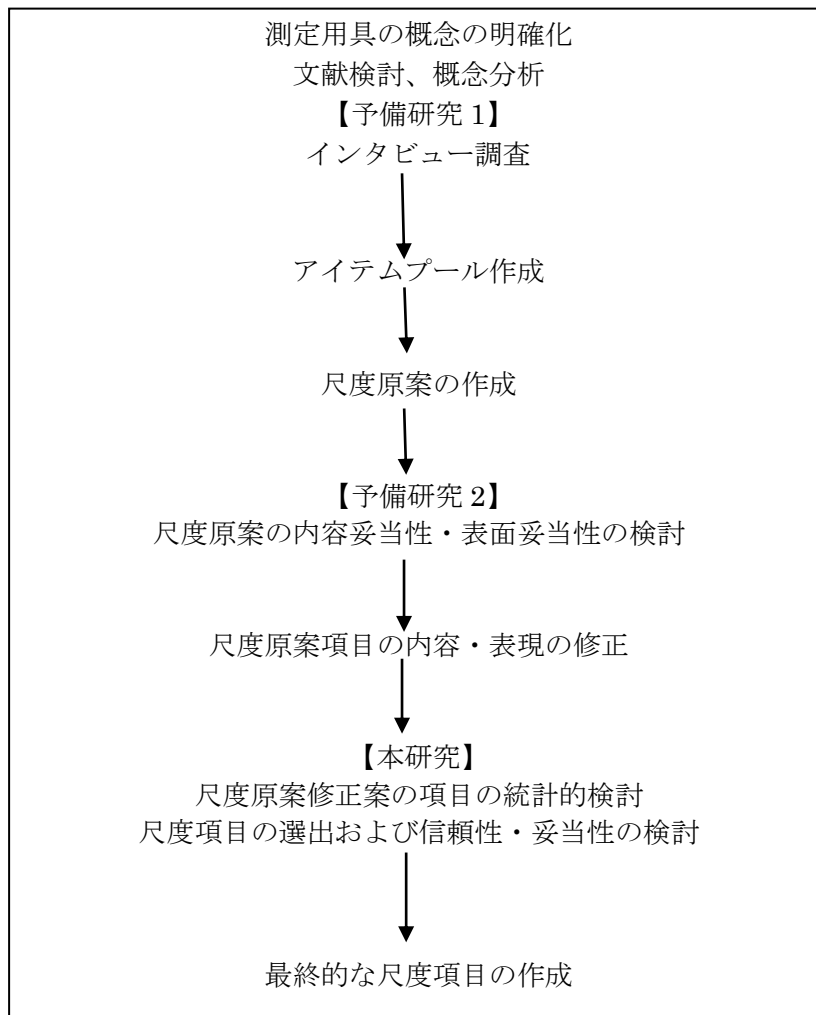 測定用具の概念の明確化
文献検討、概念分析
【予備研究 1】
インタビュー調査
アイテムプール作成
尺度原案の作成
【予備研究 2】
尺度原案の内容妥当性・表面妥当性の検討
尺度原案項目の内容・表現の修正
【本研究】
尺度原案修正案の項目の統計的検討
尺度項目の選出および信頼性・妥当性の検討
最終的な尺度項目の作成